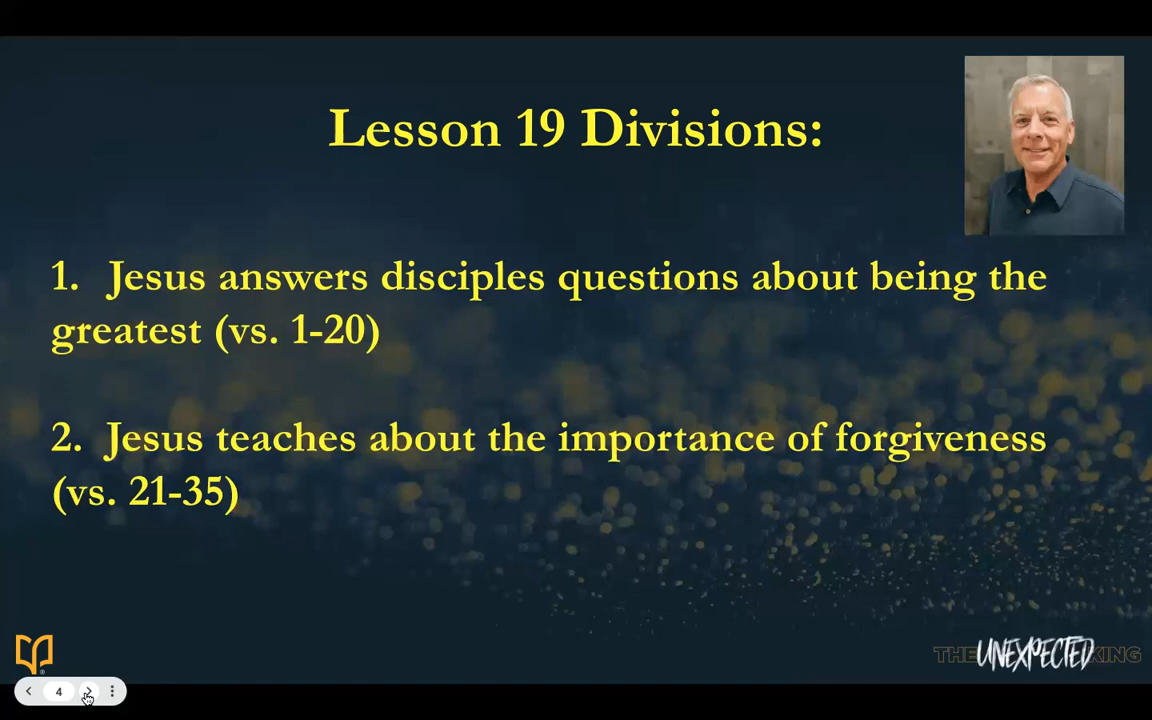 Lesson 19 Divisions:
1. Jesus answers disciples questions about being the
greatest (vs. 1-20)
2. Jesus teaches about the importance of forgiveness
(vs. 21-35)
THE UNEXPECTED KING
4